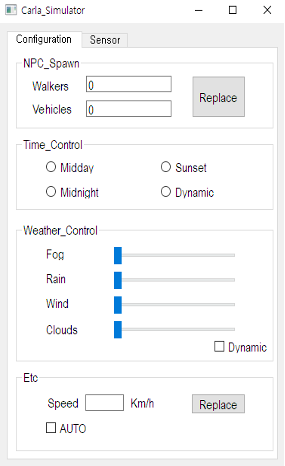 Carla_Simulator
Configuration Sensor
NPC_Spawn
Walkers 0
Vehicles 0
Replace
Time_Control
Midday Sunset
Midnight Dynamic
Weather_Control
Fog
Rain
Wind
Clouds
Dynamic
Etc
Speed Km/h Replace
AUTO